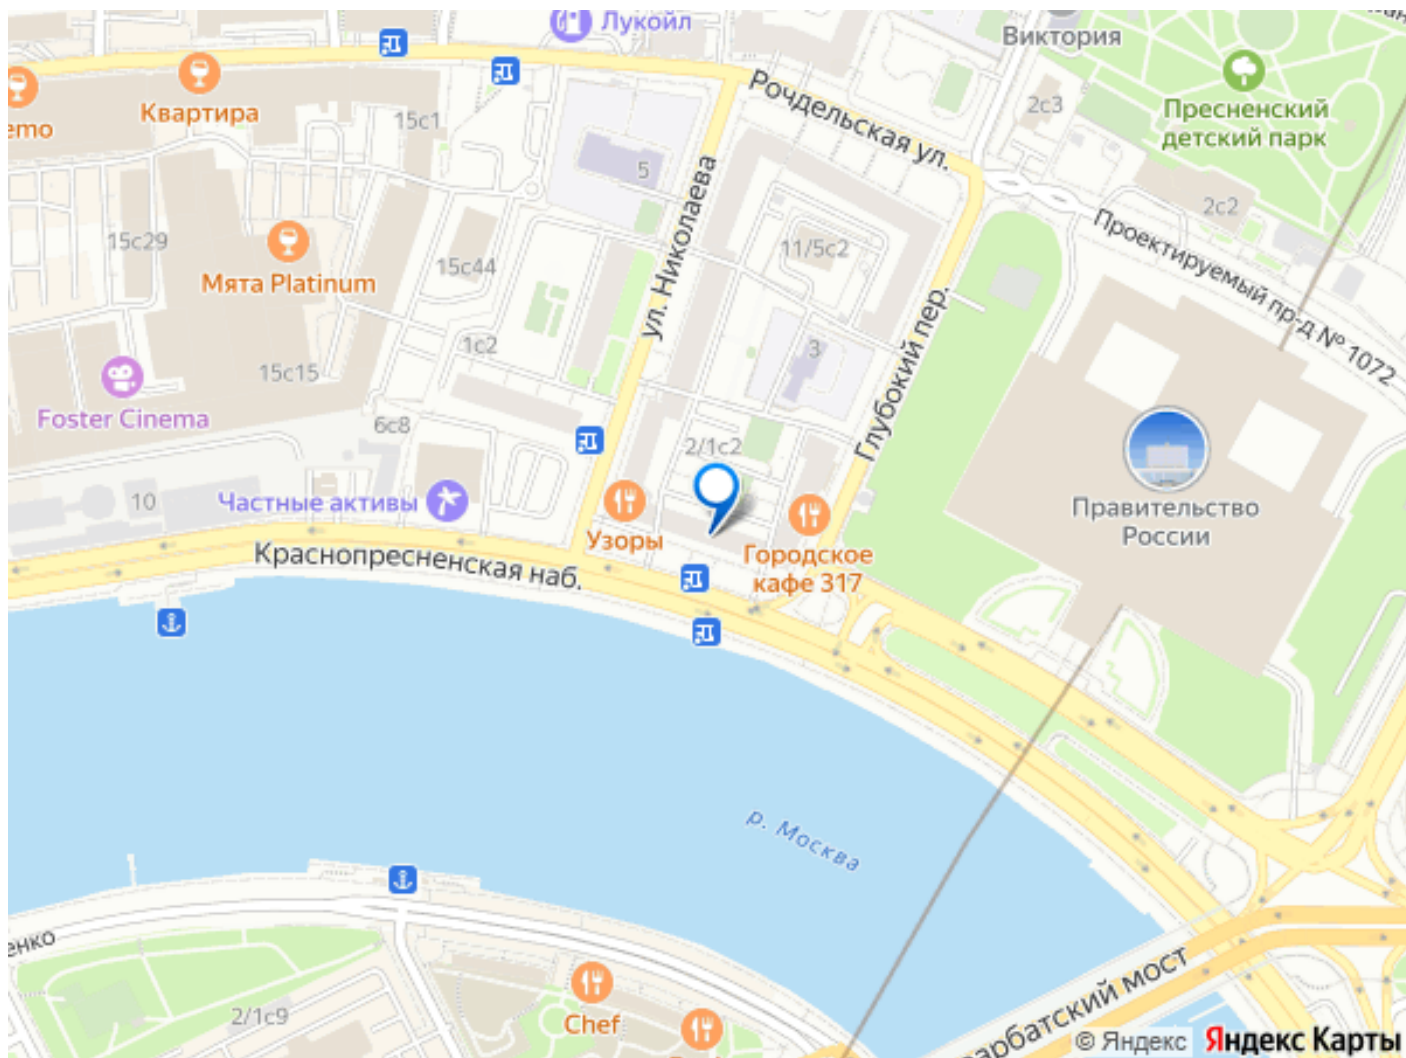 Лукойл
Виктория
Рочдельская ул.
2с3
Пресненский
детский парк
Квартира
emo
15с1
5
ул. Николаева
2с2
Проектируемый пр-д № 1072
15с29
Мята Platinum
15с44
11/5с2
1с2
3
15с15
Глубокий пер.
Foster Cinema
6с8
2/1с2
10
Частные активы
Правительство
России
Узоры
Городское
кафе 317
Краснопресненская наб.
р. Москва
енко
2/1с9
Chef
арбатский мост
© Яндекс Яндекс Карты